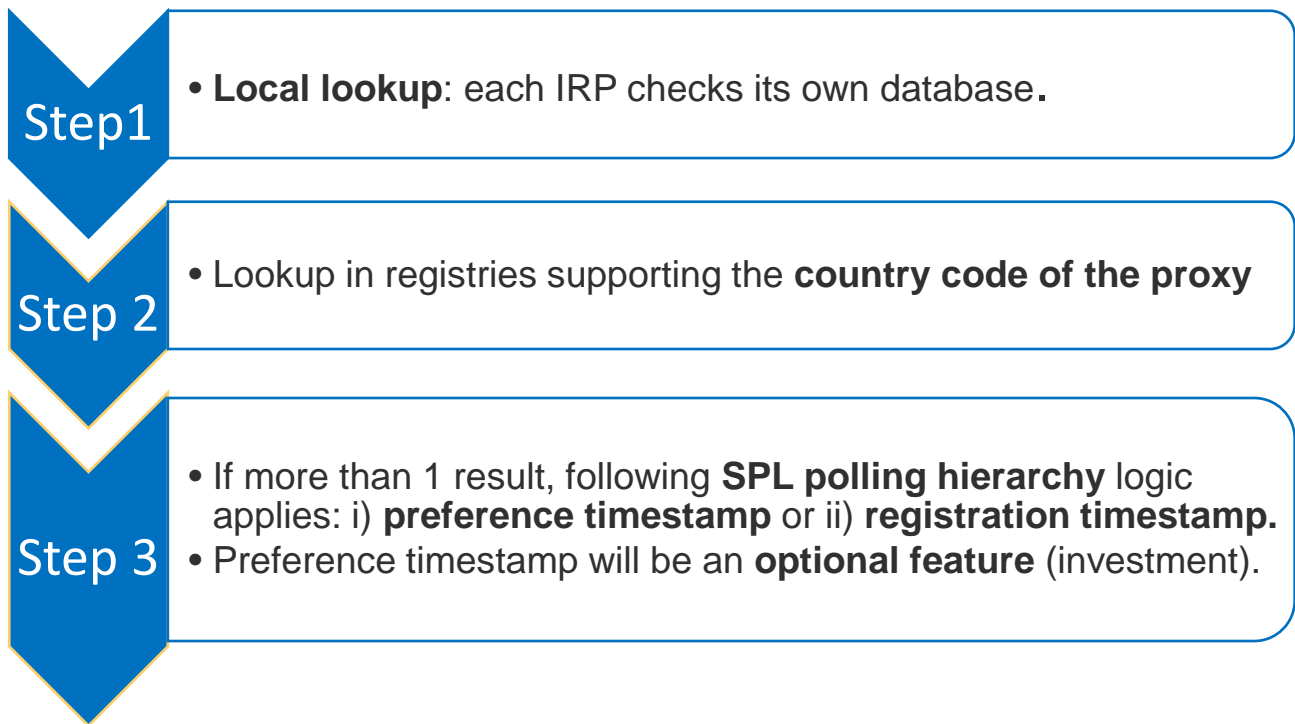 Step1
• Local lookup: each IRP checks its own database.
Step 2
• Lookup in registries supporting the country code of the proxy
Step 3
• If more than 1 result, following SPL polling hierarchy logic
applies: i) preference timestamp or ii) registration timestamp.
• Preference timestamp will be an optional feature (investment).